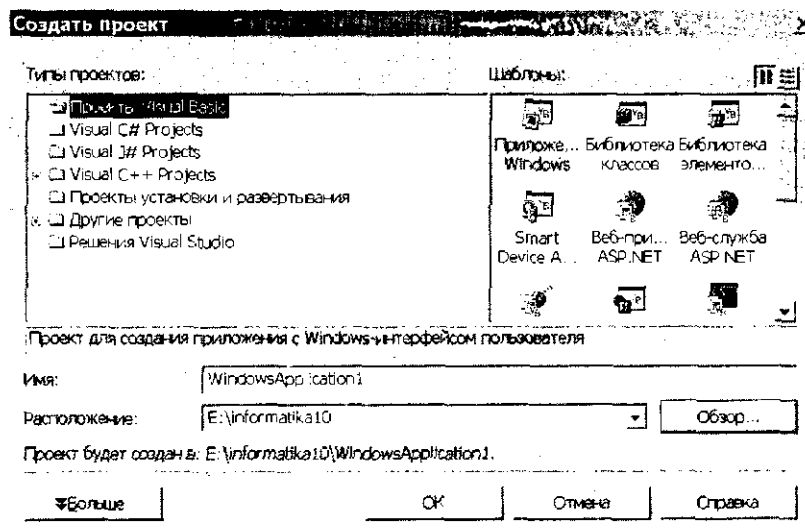 Создать проект
Типы проектов:
Шаблоны:
Проекты Visual Basic
Visual C# Projects
Visual J# Projects
Visual C++ Projects
Проекты установки и развертывания
Другие проекты
Решения Visual Studio
Приложе... Библиотека Библиотека
Windows классов элементо...
Smart Веб-при... Веб-служба
Device A... ASP.NET ASP.NET
Проект для создания приложения с Windows-интерфейсом пользователя
Имя: WindowsApplication1
Расположение: E:\informatika10 Обзор...
Проект будет создан в: E:\informatika10\WindowsApplication1.
Больше OK Отмена Справка